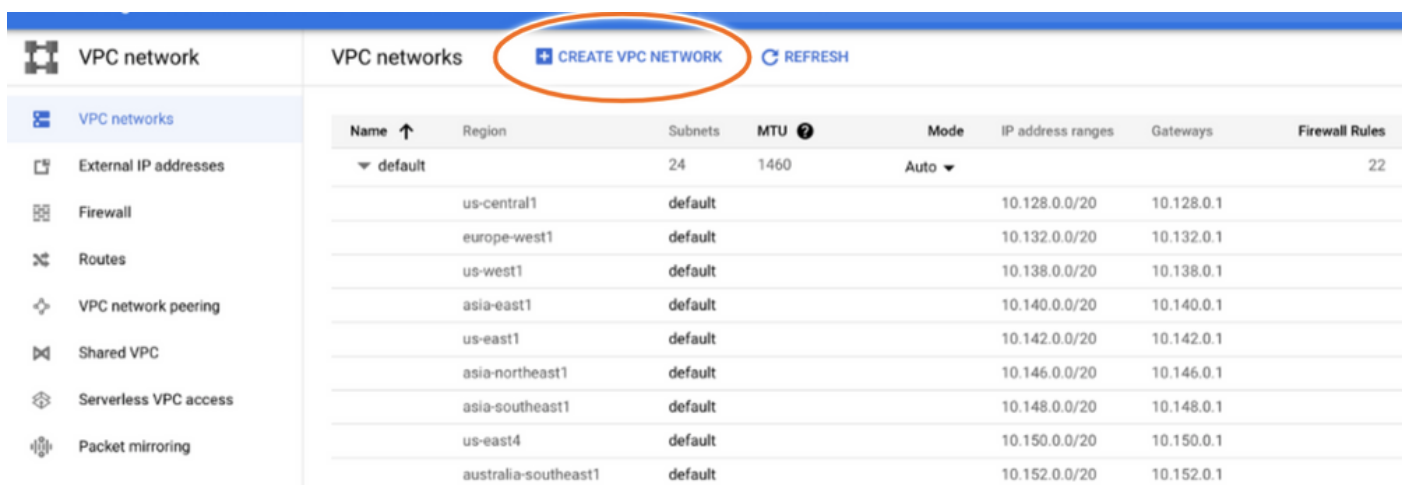 VPC network
VPC networks CREATE VPC NETWORK REFRESH
VPC networks
External IP addresses
Firewall
Routes
VPC network peering
Shared VPC
Serverless VPC access
Packet mirroring
Name Region Subnets MTU Mode IP address ranges Gateways Firewall Rules
default 24 1460 Auto 22
us-central1 default 10.128.0.0/20 10.128.0.1
europe-west1 default 10.132.0.0/20 10.132.0.1
us-west1 default 10.138.0.0/20 10.138.0.1
asia-east1 default 10.140.0.0/20 10.140.0.1
us-east1 default 10.142.0.0/20 10.142.0.1
asia-northeast1 default 10.146.0.0/20 10.146.0.1
asia-southeast1 default 10.148.0.0/20 10.148.0.1
us-east4 default 10.150.0.0/20 10.150.0.1
australia-southeast1 default 10.152.0.0/20 10.152.0.1